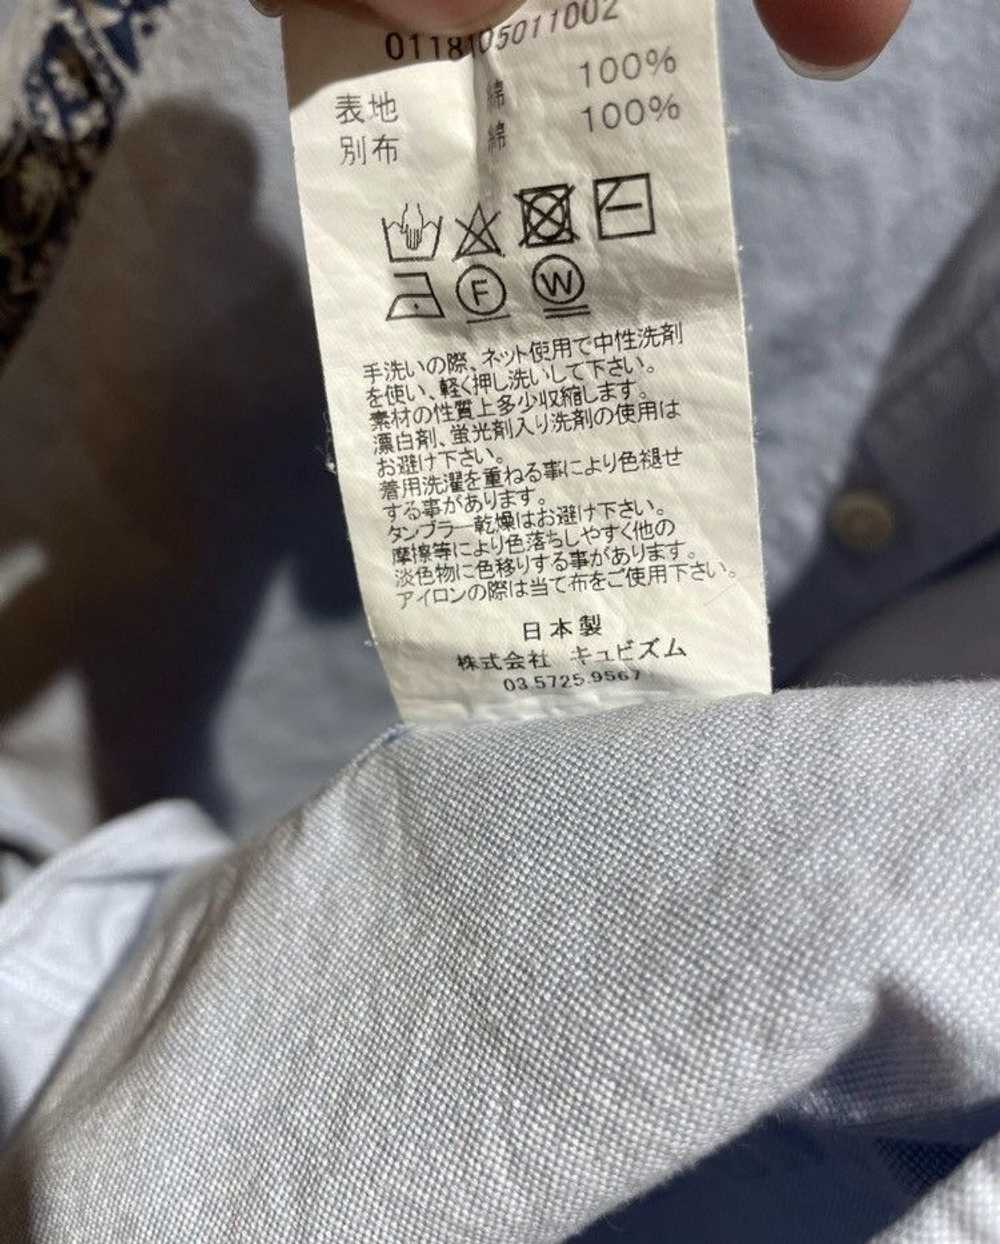 0118105011002
表地 綿 100%
別布 綿 100%
F W
手洗いの際、ネット使用で中性洗剤
を使い、軽く押し洗いして下さい。
素材の性質上多少収縮します。
漂白剤、蛍光剤入り洗剤の使用は
お避け下さい。
着用洗濯を重ねる事により色褪せ
する事があります。
タンブラー乾燥はお避け下さい。
摩擦等により色落ちしやすく他の
淡色物に色移りする事があります。
アイロンの際は当て布をご使用下さい。
日本製
株式会社 キュビズム
03.5725.9567